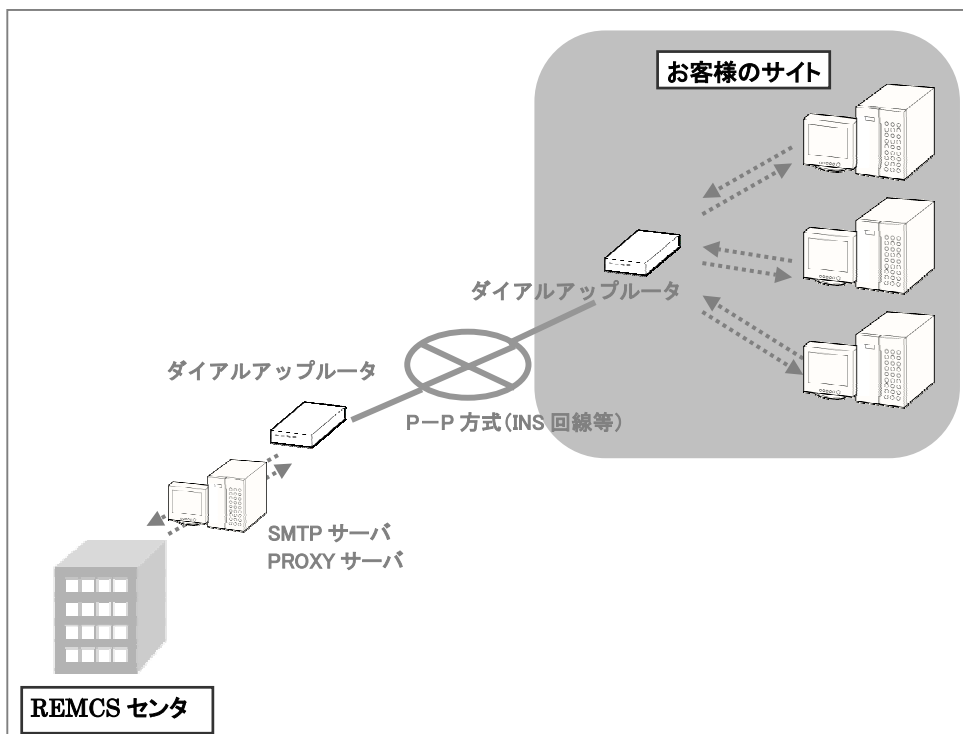 お客様のサイト
ダイアルアップルータ
ダイアルアップルータ
P－P 方式（INS 回線等）
SMTP サーバ
PROXY サーバ
REMCS センタ